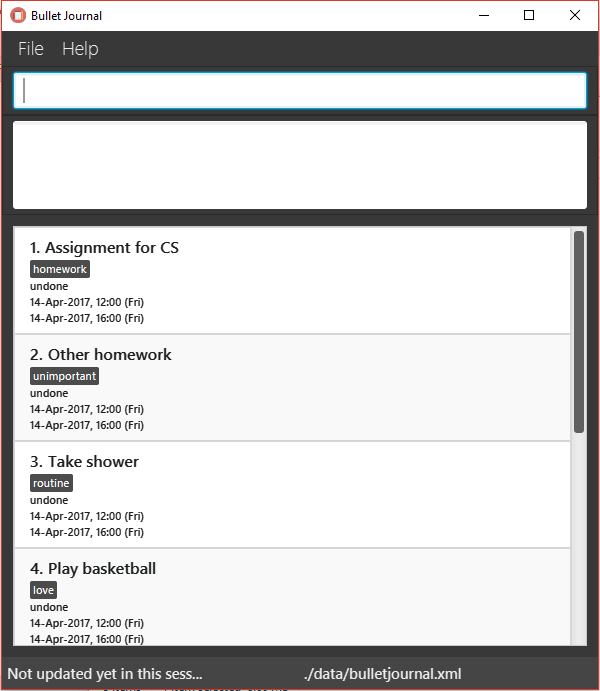 Bullet Journal
File Help
1. Assignment for CS
homework
undone
14-Apr-2017, 12:00 (Fri)
14-Apr-2017, 16:00 (Fri)
2. Other homework
unimportant
undone
14-Apr-2017, 12:00 (Fri)
14-Apr-2017, 16:00 (Fri)
3. Take shower
routine
undone
14-Apr-2017, 12:00 (Fri)
14-Apr-2017, 16:00 (Fri)
4. Play basketball
love
undone
14-Apr-2017, 12:00 (Fri)
14-Apr-2017, 16:00 (Fri)
Not updated yet in this sess... ./data/bulletjournal.xml